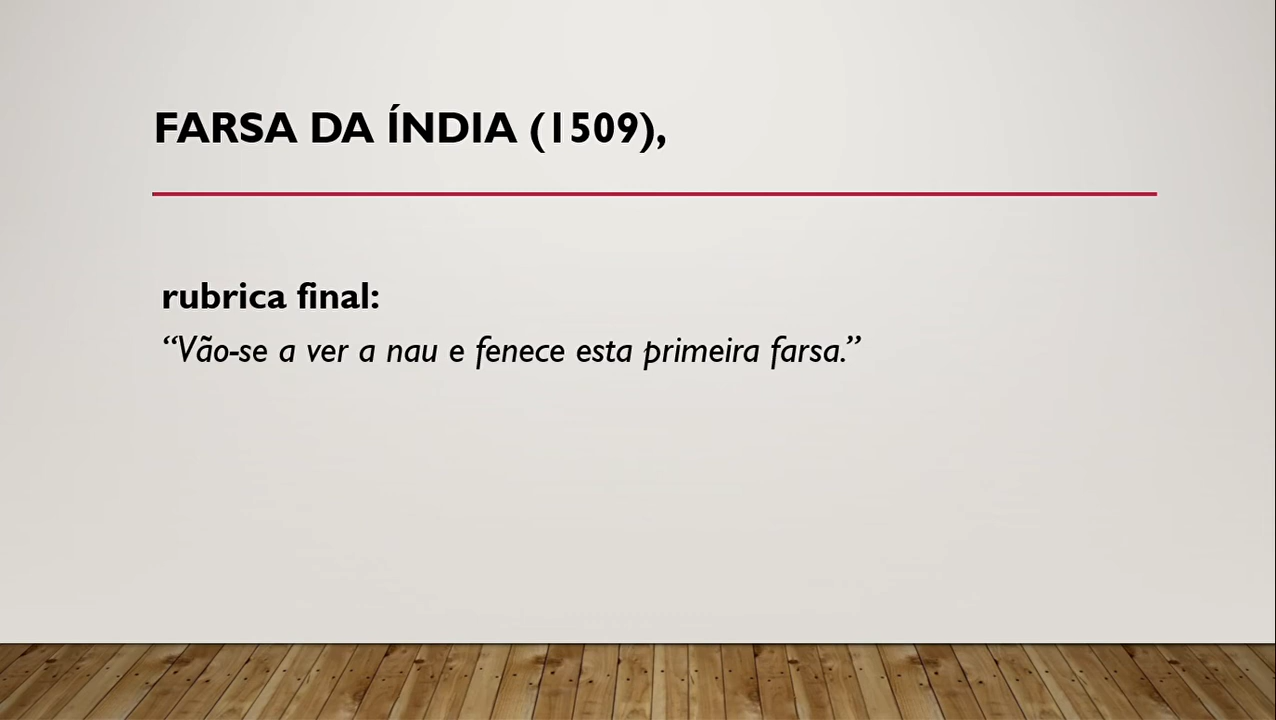 FARSA DA ÍNDIA (1509),
rubrica final:
“Vão-se a ver a nau e fenece esta primeira farsa.”